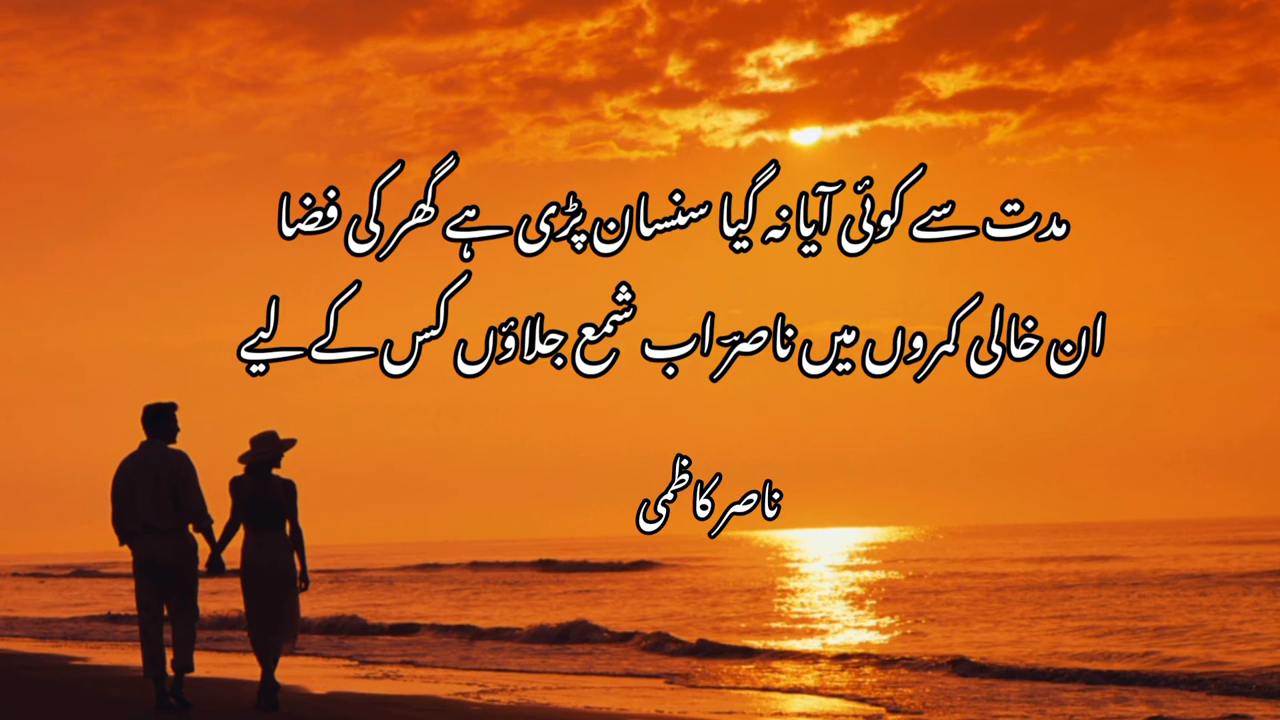 مدت سے کوئی آیا نہ گیا سنسان پڑی ہے گھر کی فضا
ان خالی کمروں میں ناصرؔ اب شمع جلاؤں کس کے لیے
ناصر کاظمی